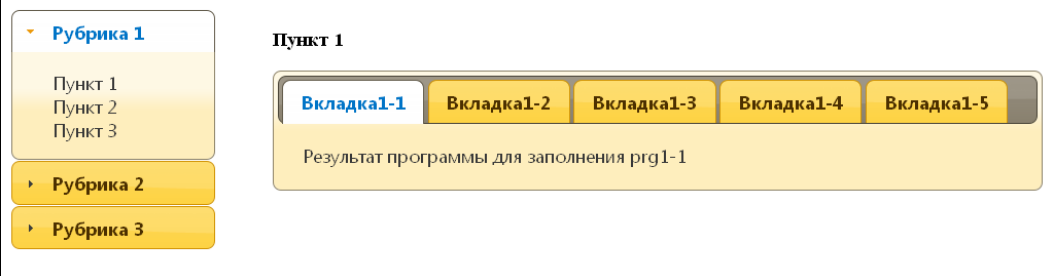 Рубрика 1
Пункт 1
Пункт 2
Пункт 3
Рубрика 2
Рубрика 3
Пункт 1
Вкладка1-1 Вкладка1-2 Вкладка1-3 Вкладка1-4 Вкладка1-5
Результат программы для заполнения prg1-1